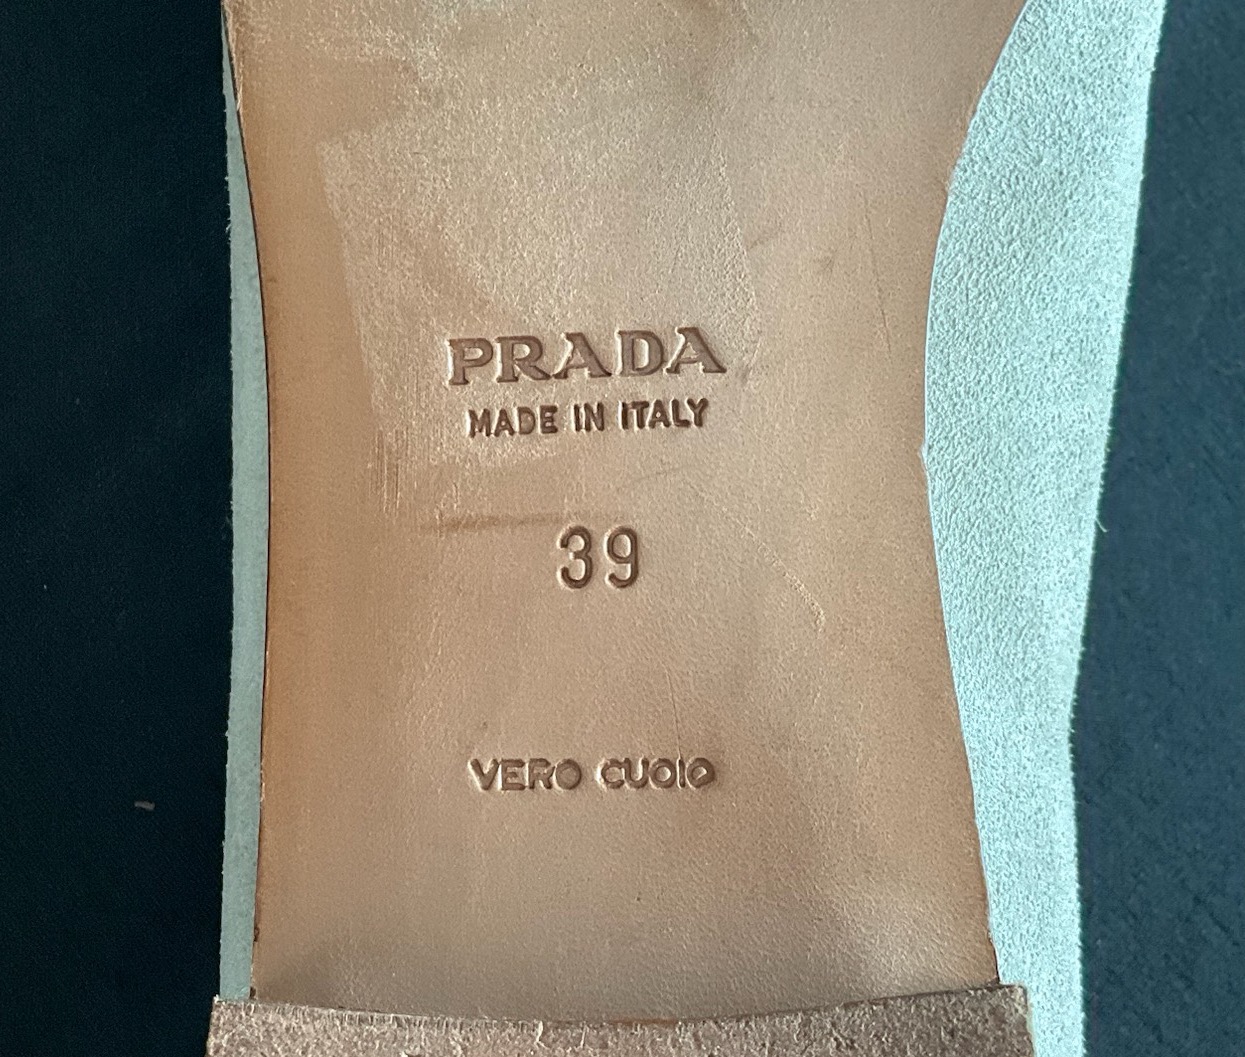 PRADA
MADE IN ITALY
39
VERO CUOIO